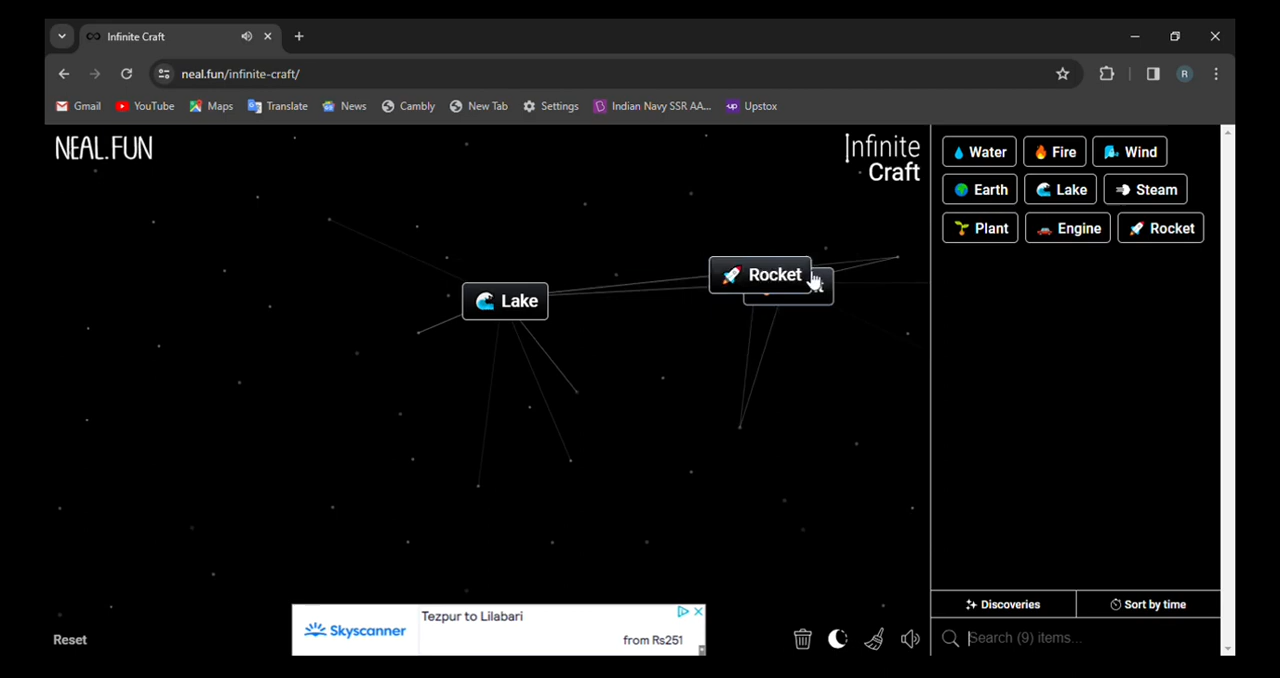 Infinite Craft
neal.fun/infinite-craft/
Gmail YouTube Maps Translate News Cambly New Tab Settings Indian Navy SSR AA... Upstox
NEAL.FUN
Infinite
Craft
Water Fire Wind
Earth Lake Steam
Plant Engine Rocket
Rocket
Lake
Discoveries Sort by time
Search (9) items...
Reset
Skyscanner
Tezpur to Lilabari
from Rs251
R